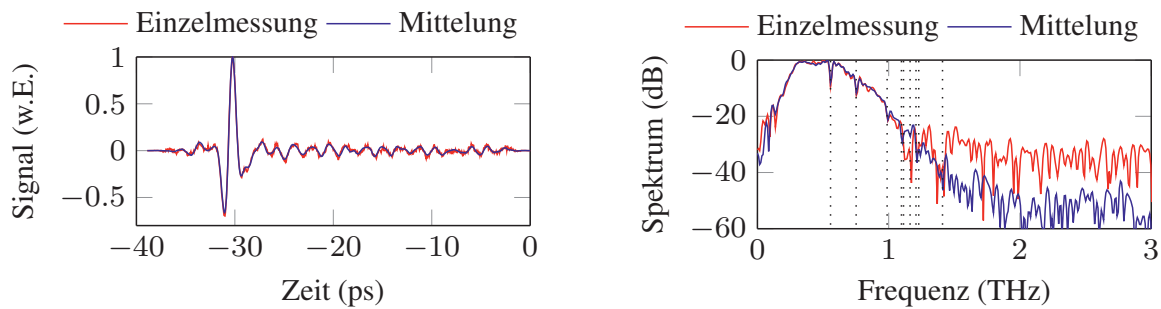 Einzelmessung Mittelung
Signal (w.E.)
1
0.5
0
−0.5
−40 −30 −20 −10 0
Zeit (ps)
Einzelmessung Mittelung
Spektrum (dB)
0
−20
−40
−60
0 1 2 3
Frequenz (THz)